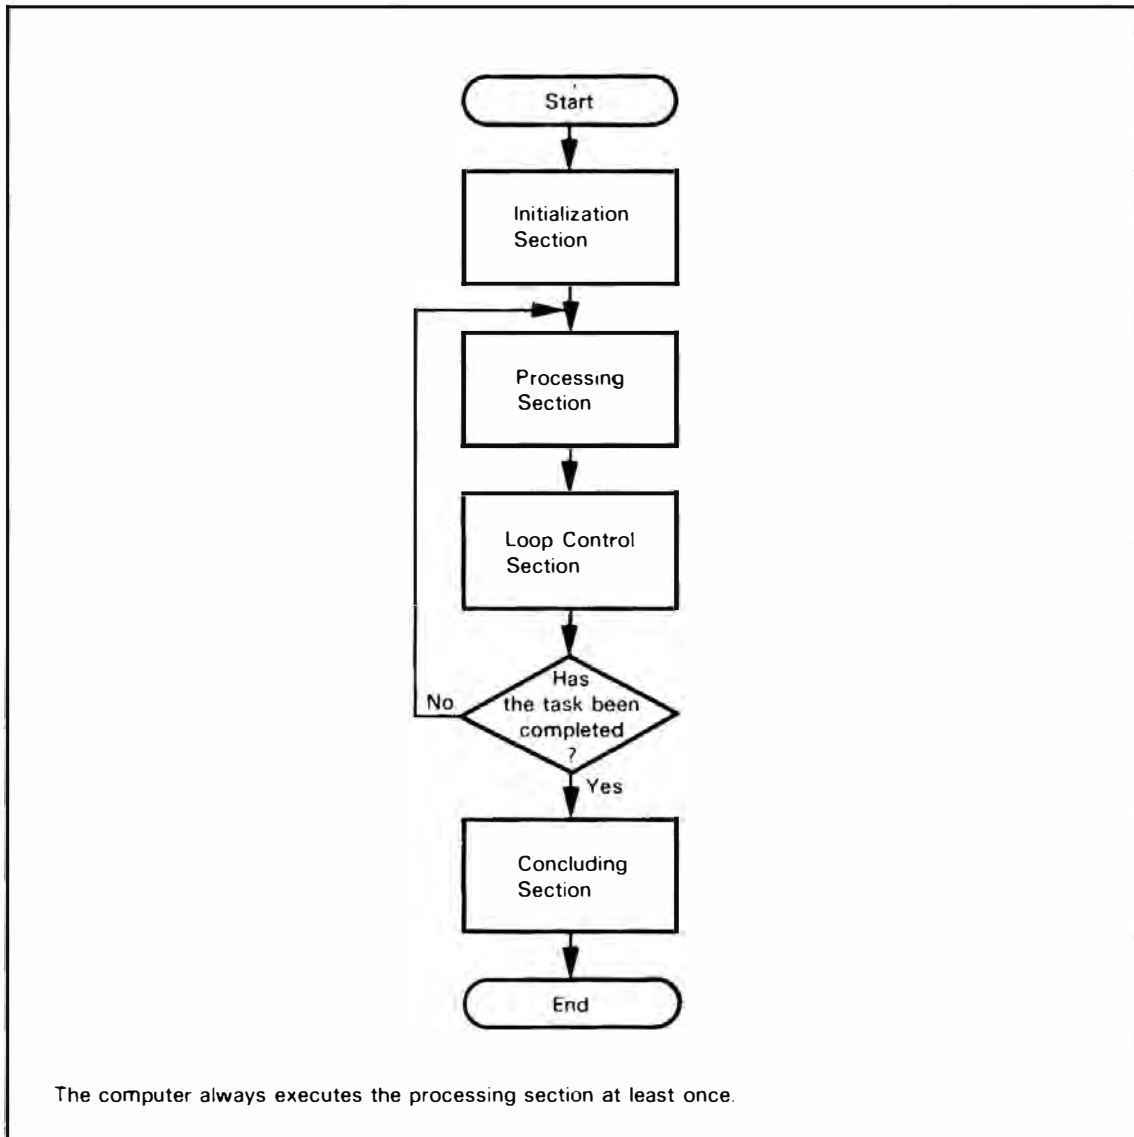 Start
Initialization
Section
Processing
Section
Loop Control
Section
Has
the task been
completed
?
No
Yes
Concluding
Section
End
The computer always executes the processing section at least once.